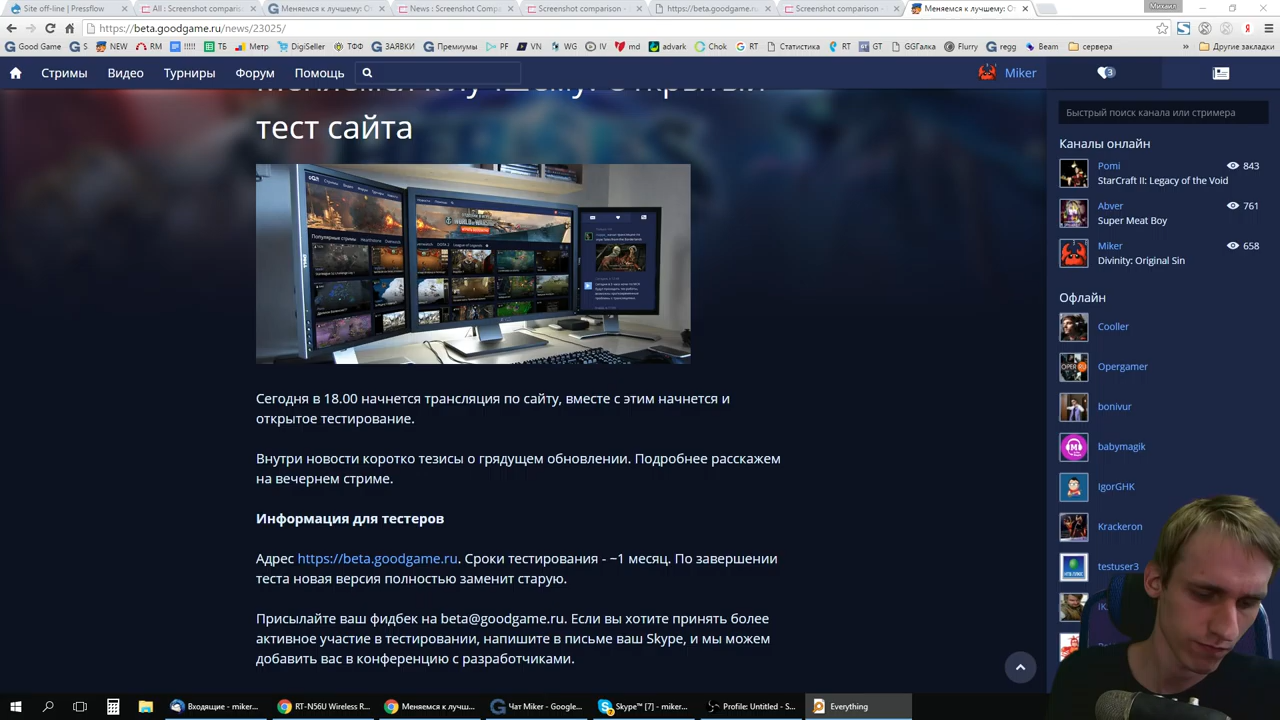 Site off-line | Pressflow
All : Screenshot comparis
Меняемся к лучшему: О
News : Screenshot Comp
Screenshot comparison -
https://beta.goodgame.ru
Screenshot comparison -
Меняемся к лучшему: От
Михаил
https://beta.goodgame.ru/news/23025/
Good Game
S
NEW
RM
!!!!!
ТБ
Метро
DigiSeller
ТФФ
ЗАЯВКИ
Премиумы
PF
VN
WG
IV
md
advark
Chok
RT
Статистика
RT
GT
GGГалка
Flurry
regg
Beam
сервера
»
Другие закладки
Стримы Видео Турниры Форум Помощь
Miker
3
Меняемся к лучшему: Открытый
тест сайта
Сегодня в 18.00 начнется трансляция по сайту, вместе с этим начнется и
открытое тестирование.
Внутри новости коротко тезисы о грядущем обновлении. Подробнее расскажем
на вечернем стриме.
Информация для тестеров
Адрес https://beta.goodgame.ru. Сроки тестирования - ~1 месяц. По завершении
теста новая версия полностью заменит старую.
Присылайте ваш фидбек на beta@goodgame.ru. Если вы хотите принять более
активное участие в тестировании, напишите в письме ваш Skype, и мы можем
добавить вас в конференцию с разработчиками.
Быстрый поиск канала или стримера
Каналы онлайн
Pomi 843
StarCraft II: Legacy of the Void
Abver 761
Super Meat Boy
Miker 658
Divinity: Original Sin
Офлайн
Cooller
Opergamer
bonivur
babymagik
IgorGHK
Krackeron
testuser3
Входящие - miker...
RT-N56U Wireless R...
Меняемся к лучш...
Чат Miker - Google...
Skype™ [7] - miker...
Profile: Untitled - S...
Everything